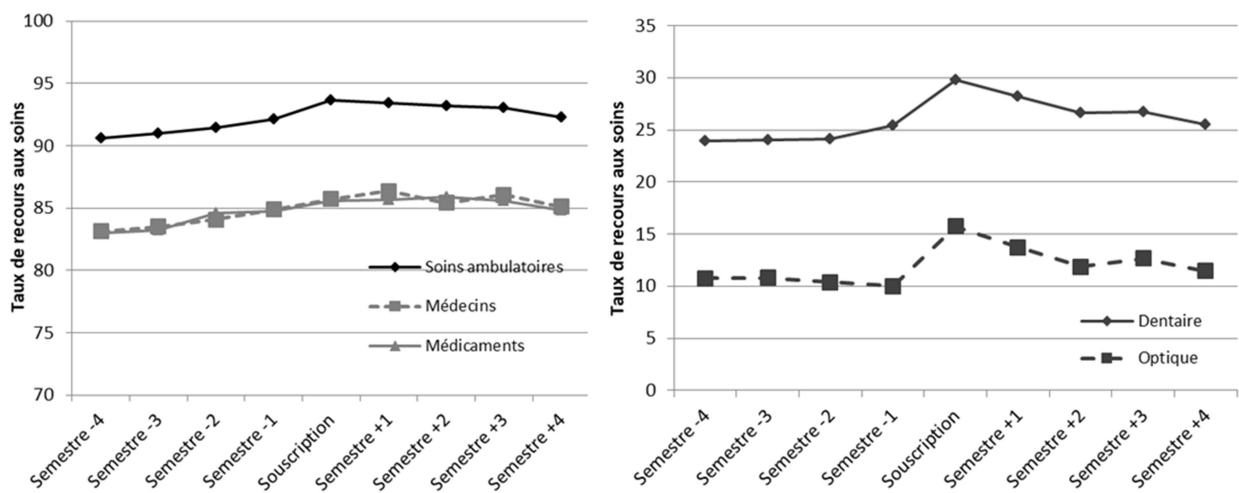 Taux de recours aux soins
100
95
90
85
80
75
70
Soins ambulatoires
Médecins
Médicaments
Semestre -4
Semestre -3
Semestre -2
Semestre -1
Souscription
Semestre +1
Semestre +2
Semestre +3
Semestre +4
Taux de recours aux soins
35
30
25
20
15
10
5
0
Dentaire
Optique
Semestre -4
Semestre -3
Semestre -2
Semestre -1
Souscription
Semestre +1
Semestre +2
Semestre +3
Semestre +4